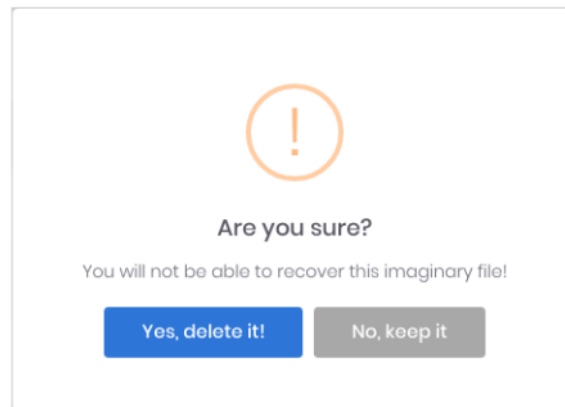 !
Are you sure?
You will not be able to recover this imaginary file!
Yes, delete it!
No, keep it